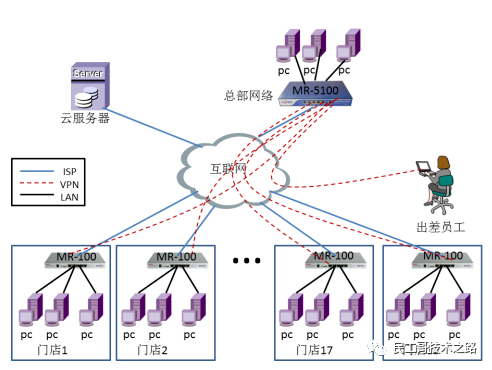 pc pc pc
Server
MR-5100
总部网络
云服务器
互联网
ISP
VPN
LAN
出差员工
MR-100 MR-100 MR-100 MR-100
pc pc pc pc pc pc pc pc pc pc pc pc
门店1 门店2 门店17
民工哥技术之路